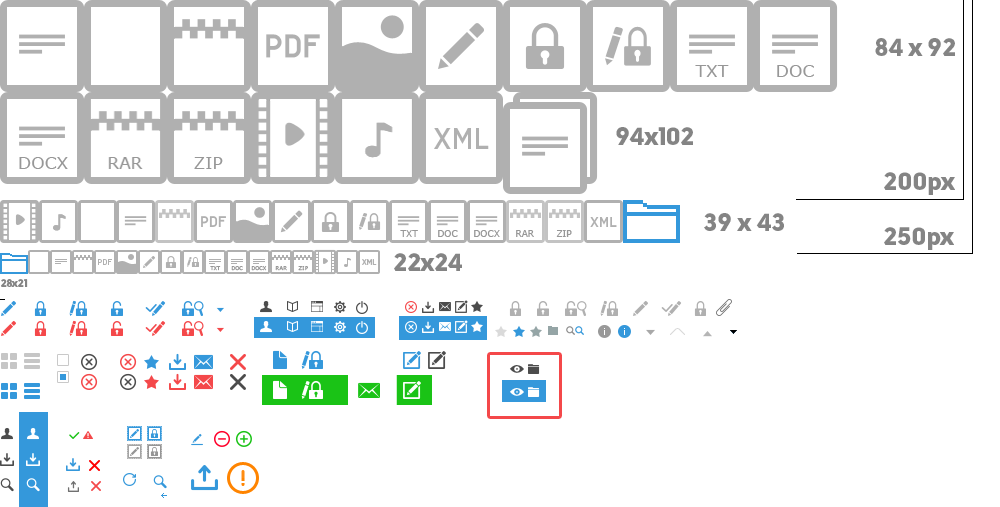 PDF
TXT
DOC
84 x 92
DOCX
RAR
ZIP
XML
94x102
200px
PDF
TXT
DOC
DOCX
RAR
ZIP
XML
39 x 43
250px
PDF
TXT
DOC
DOCX
RAR
ZIP
XML
22x24
28x21